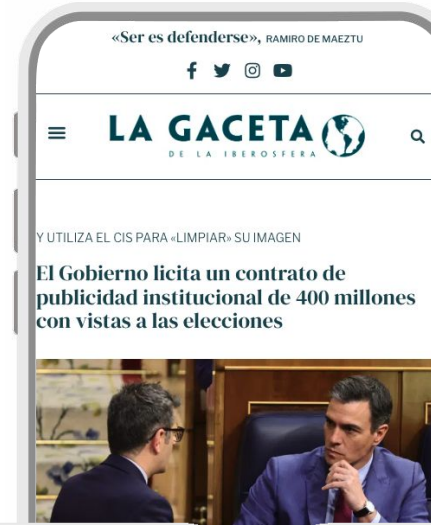 «Ser es defenderse», RAMIRO DE MAEZTU
LA GACETA
DE LA IBEROSFERA
Y UTILIZA EL CIS PARA «LIMPIAR» SU IMAGEN
El Gobierno licita un contrato de
publicidad institucional de 400 millones
con vistas a las elecciones